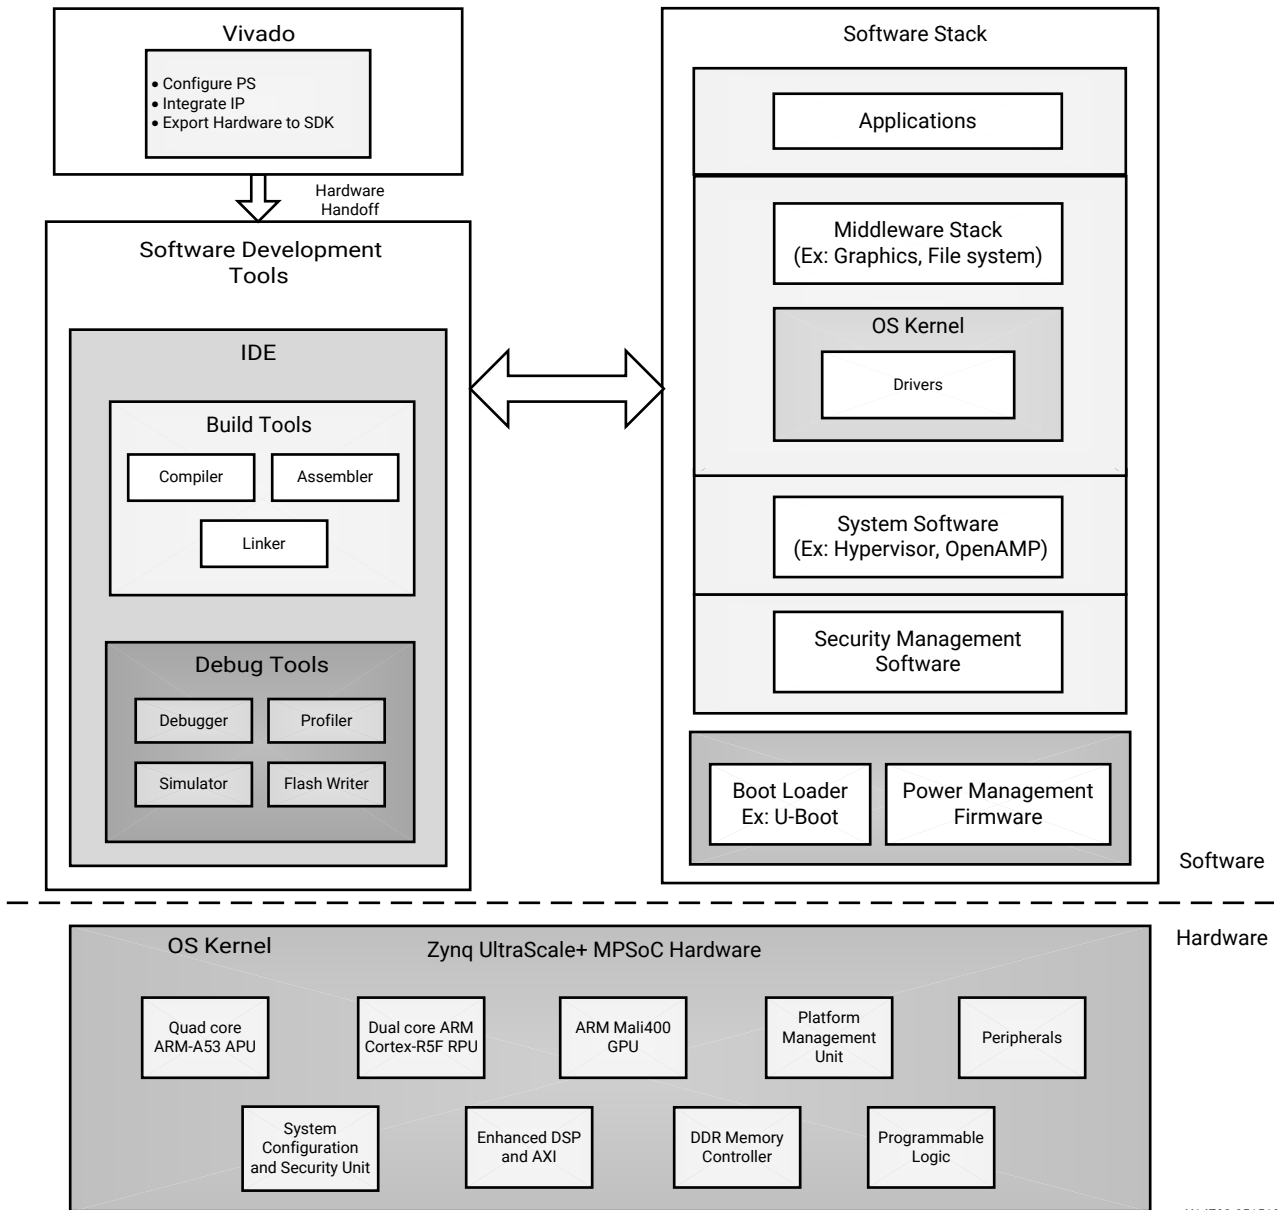 Vivado
• Configure PS
• Integrate IP
• Export Hardware to SDK
Hardware
Handoff
Software Development
Tools
IDE
Build Tools
Compiler
Assembler
Linker
Debug Tools
Debugger
Profiler
Simulator
Flash Writer
Software Stack
Applications
Middleware Stack
(Ex: Graphics, File system)
OS Kernel
Drivers
System Software
(Ex: Hypervisor, OpenAMP)
Security Management
Software
Boot Loader
Ex: U-Boot
Power Management
Firmware
Software
Hardware
OS Kernel
Zynq UltraScale+ MPSoC Hardware
Quad core
ARM-A53 APU
Dual core ARM
Cortex-R5F RPU
ARM Mali400
GPU
Platform
Management
Unit
Peripherals
System
Configuration
and Security Unit
Enhanced DSP
and AXI
DDR Memory
Controller
Programmable
Logic